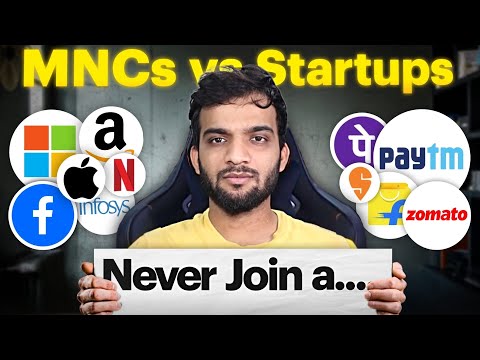 MNCs vs Startups
a
N
f
Infosys
पे
PAYTM
f
zomato
Never Join a...